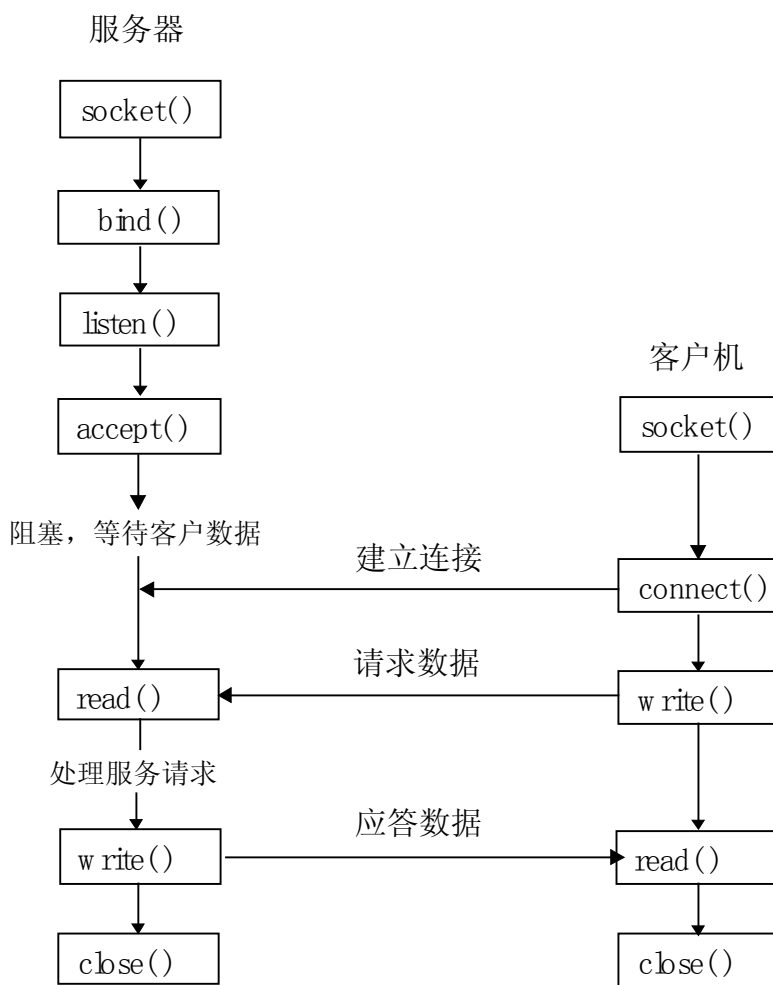 服务器
socket()
bind()
listen()
客户机
accept()
socket()
阻塞，等待客户数据
建立连接
connect()
请求数据
read()
write()
处理服务请求
应答数据
write()
read()
close()
close()